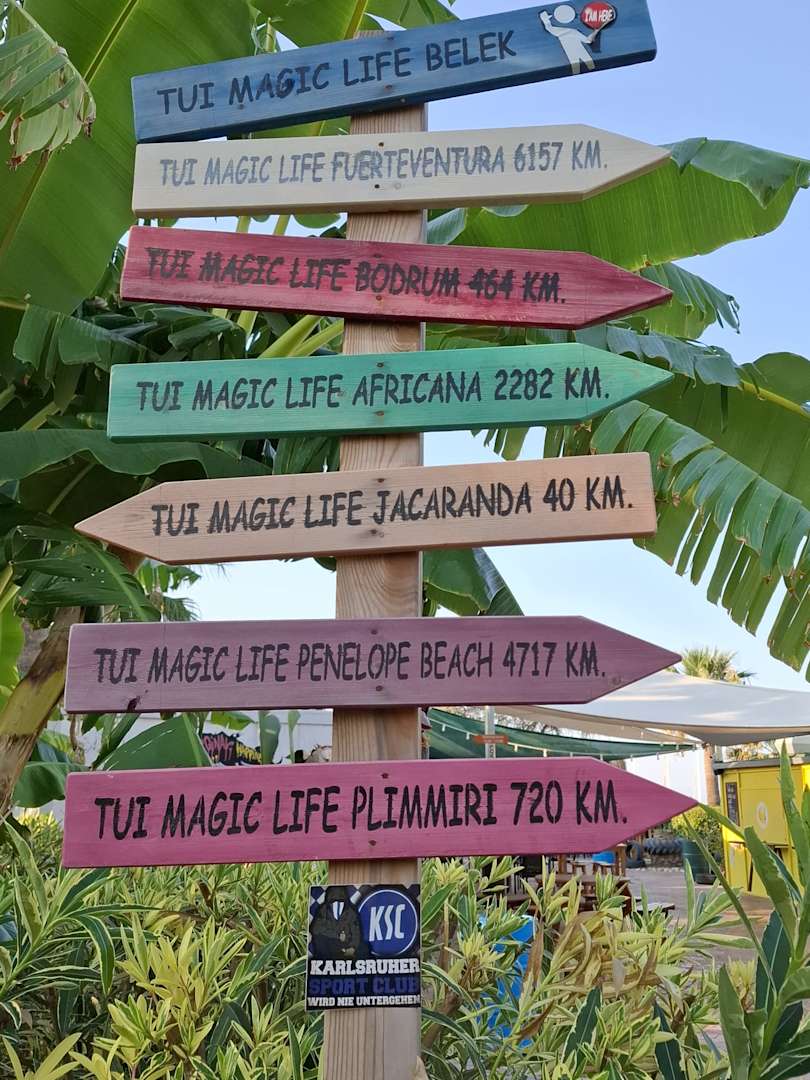 TUI MAGIC LIFE BELEK
I'AM HERE
TUI MAGIC LIFE FUERTEVENTURA 6157 KM.
TUI MAGIC LIFE BODRUM 464 KM.
TUI MAGIC LIFE AFRICANA 2282 KM.
TUI MAGIC LIFE JACARANDA 40 KM.
TUI MAGIC LIFE PENELOPE BEACH 4717 KM.
TUI MAGIC LIFE PLIMMIRI 720 KM.
KSC
KARLSRUHER
SPORT CLUB
WIRD NIE UNTERGEHEN